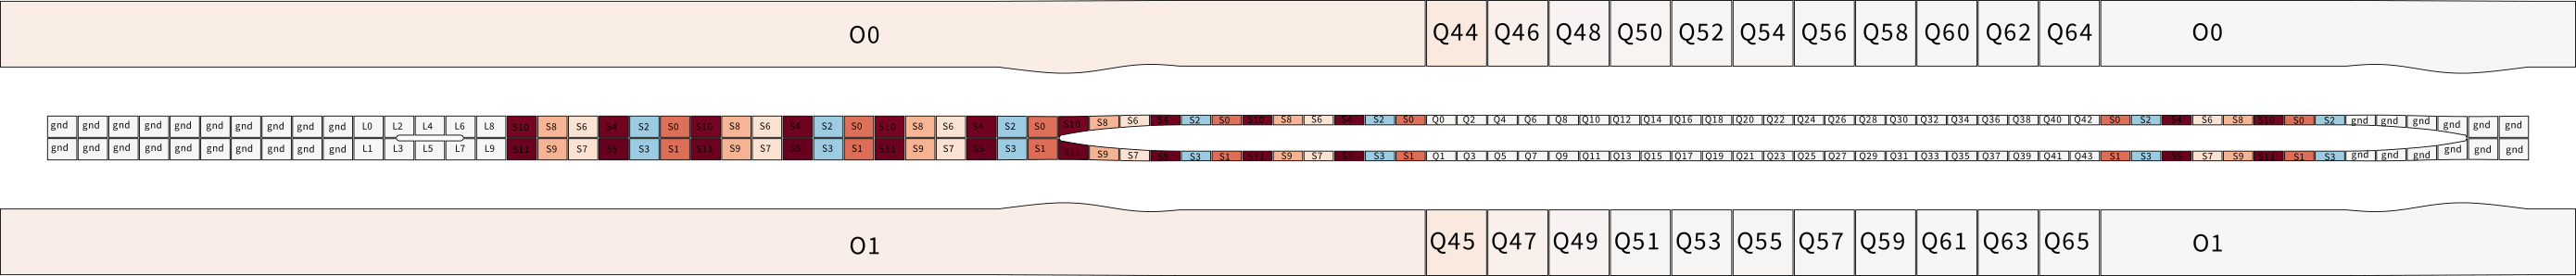 O0 Q44 Q46 Q48 Q50 Q52 Q54 Q56 Q58 Q60 Q62 Q64 O0
gnd gnd gnd gnd gnd gnd gnd gnd gnd gnd L0 L2 L4 L6 L8 S10 S8 S6 S4 S2 S0 S10 S8 S6 S4 S2 S0 S10 S8 S6 S4 S2 S0 S10 S8 S6 S4 S2 S0 S10 S8 S6 S4 S2 S0 Q0 Q2 Q4 Q6 Q8 Q10 Q12 Q14 Q16 Q18 Q20 Q22 Q24 Q26 Q28 Q30 Q32 Q34 Q36 Q38 Q40 Q42 S0 S2 S4 S6 S8 S10 S0 S2 gnd gnd gnd gnd gnd gnd
gnd gnd gnd gnd gnd gnd gnd gnd gnd gnd L1 L3 L5 L7 L9 S11 S9 S7 S5 S3 S1 S11 S9 S7 S5 S3 S1 S11 S9 S7 S5 S3 S1 S11 S9 S7 S5 S3 S1 S11 S9 S7 S5 S3 S1 Q1 Q3 Q5 Q7 Q9 Q11 Q13 Q15 Q17 Q19 Q21 Q23 Q25 Q27 Q29 Q31 Q33 Q35 Q37 Q39 Q41 Q43 S1 S3 S5 S7 S9 S11 S1 S3 gnd gnd gnd gnd gnd gnd
O1 Q45 Q47 Q49 Q51 Q53 Q55 Q57 Q59 Q61 Q63 Q65 O1